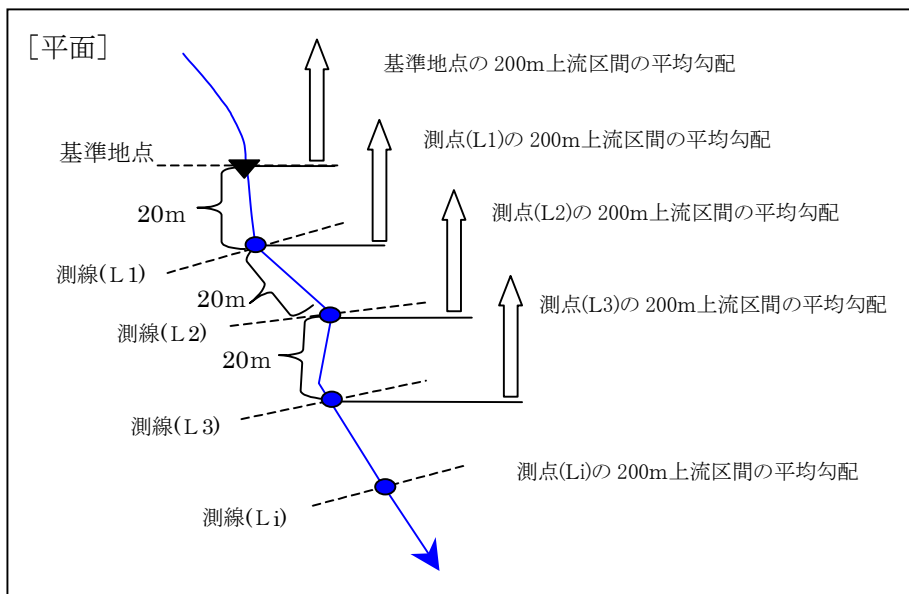 ［平面］
基準地点の 200m上流区間の平均勾配
測点(L1)の 200m上流区間の平均勾配
基準地点
測点(L2)の 200m上流区間の平均勾配
20m
測線(L1)
20m
測点(L3)の 200m上流区間の平均勾配
測線(L2)
20m
測線(L3)
測点(Li)の 200m上流区間の平均勾配
測線(Li)